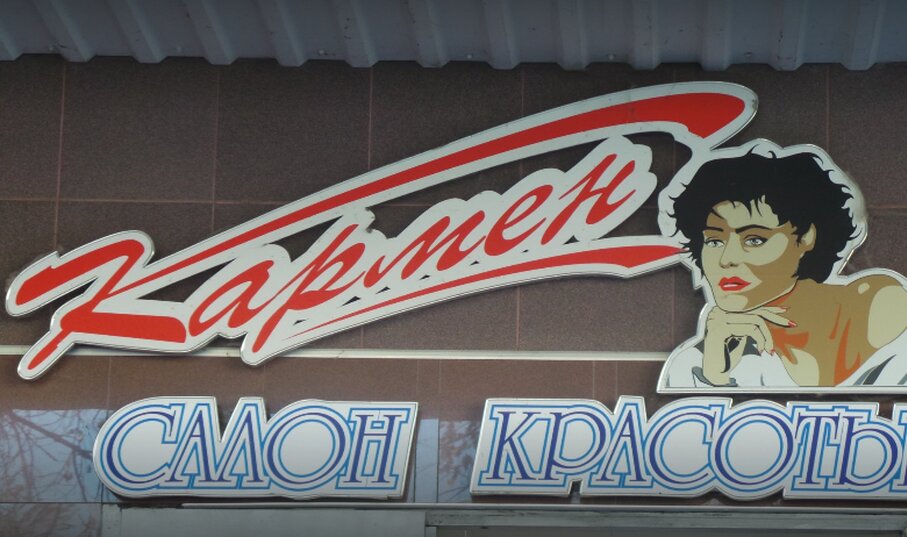 Кармен
САЛОН КРАСОТЫ